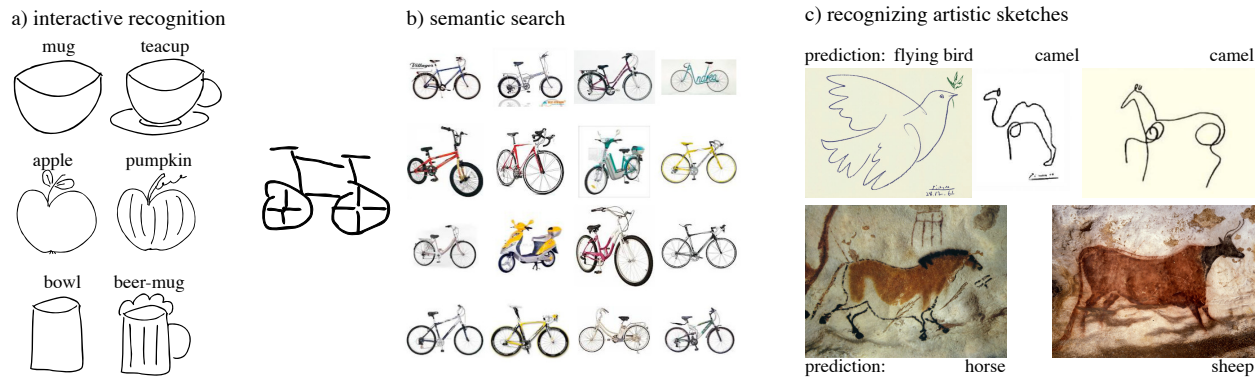 a) interactive recognition
mug teacup
apple pumpkin
bowl beer-mug
b) semantic search
c) recognizing artistic sketches
prediction: flying bird camel camel
prediction: horse sheep